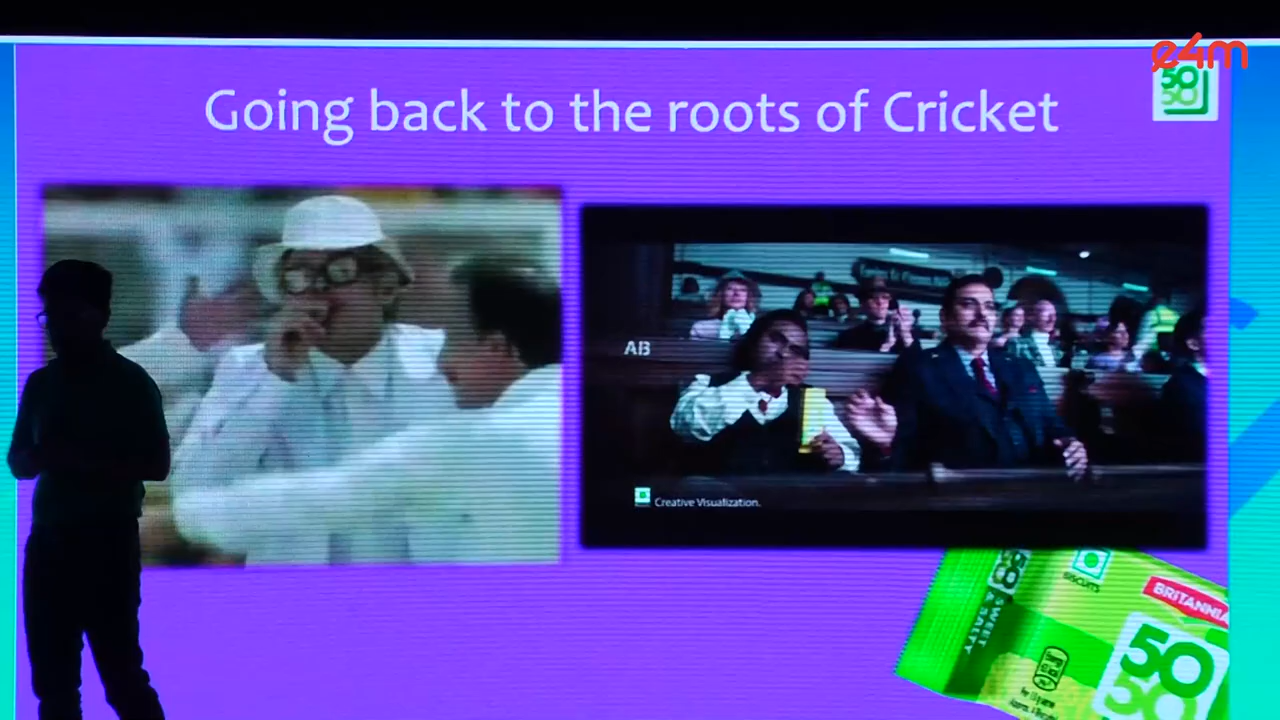 e4m
50
50
Going back to the roots of Cricket
AB
Creative Visualization.
BISCUITS
BRITANNIA
50
SWEET
& SALTY
50
50